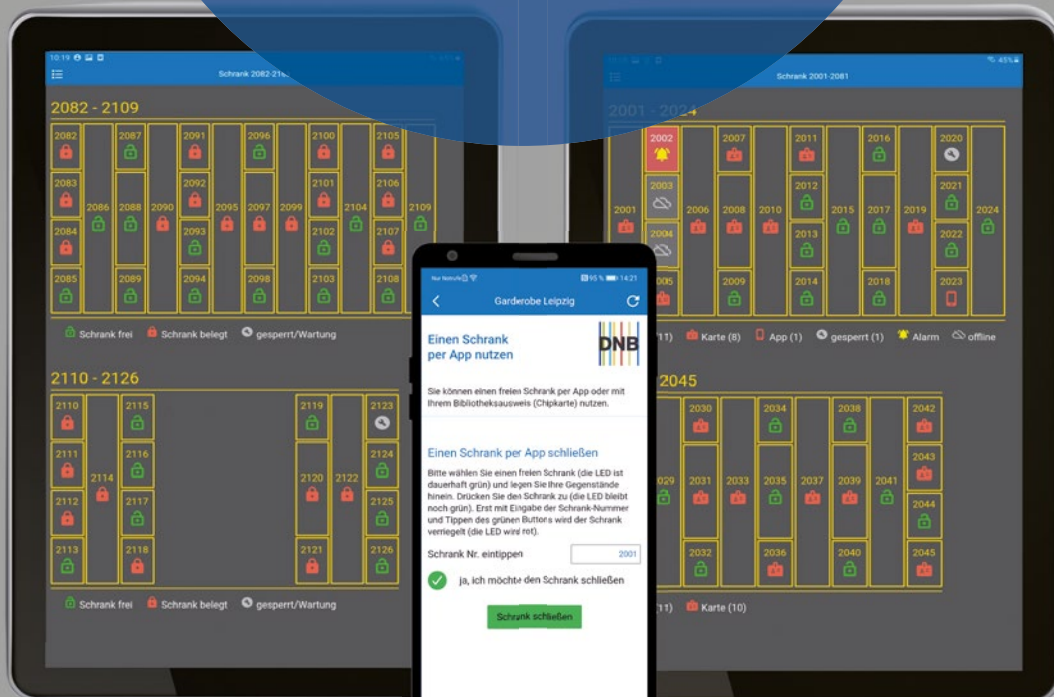 10:19
Schrank 2082-21
2082 - 2109
2082 2087 2091 2096 2100 2105
2083 2092 2101 2106
2086 2088 2090 2095 2097 2099 2104 2109
2084 2093 2102 2107
2085 2089 2094 2098 2103 2108
Schrank frei Schrank belegt gesperrt/Wartung
2110 - 2126
2110 2115 2119 2123
2111 2116 2124
2114 2120 2122
2112 2117 2125
2113 2118 2121 2126
Schrank frei Schrank belegt gesperrt/Wartung
14:21
95 %
Garderobe Leipzig
Einen Schrank
per App nutzen
DNB
Sie können einen freien Schrank per App oder mit
Ihrem Bibliotheksausweis (Chipkarte) nutzen.
Einen Schrank per App schließen
Bitte wählen Sie einen freien Schrank (die LED ist
dauerhaft grün) und legen Sie Ihre Gegenstände
hinein. Drücken Sie den Schrank zu (die LED bleibt
noch grün). Erst mit Eingabe der Schrank-Nummer
und Tippen des grünen Buttons wird der Schrank
verriegelt (die LED wird rot).
Schrank Nr. eintippen 2001
ja, ich möchte den Schrank schließen
Schrank schließen
45%
Schrank 2001-2081
2001 - 2024
2002 2007 2011 2016 2020
2003 2012 2021
2001 2006 2008 2010 2015 2017 2019 2024
2004 2013 2022
2005 2009 2014 2018 2023
(11) Karte (8) App (1) gesperrt (1) Alarm offline
2045
2030 2034 2038 2042
2043
029 2031 2033 2035 2037 2039 2041
2044
2032 2036 2040 2045
(11) Karte (10)